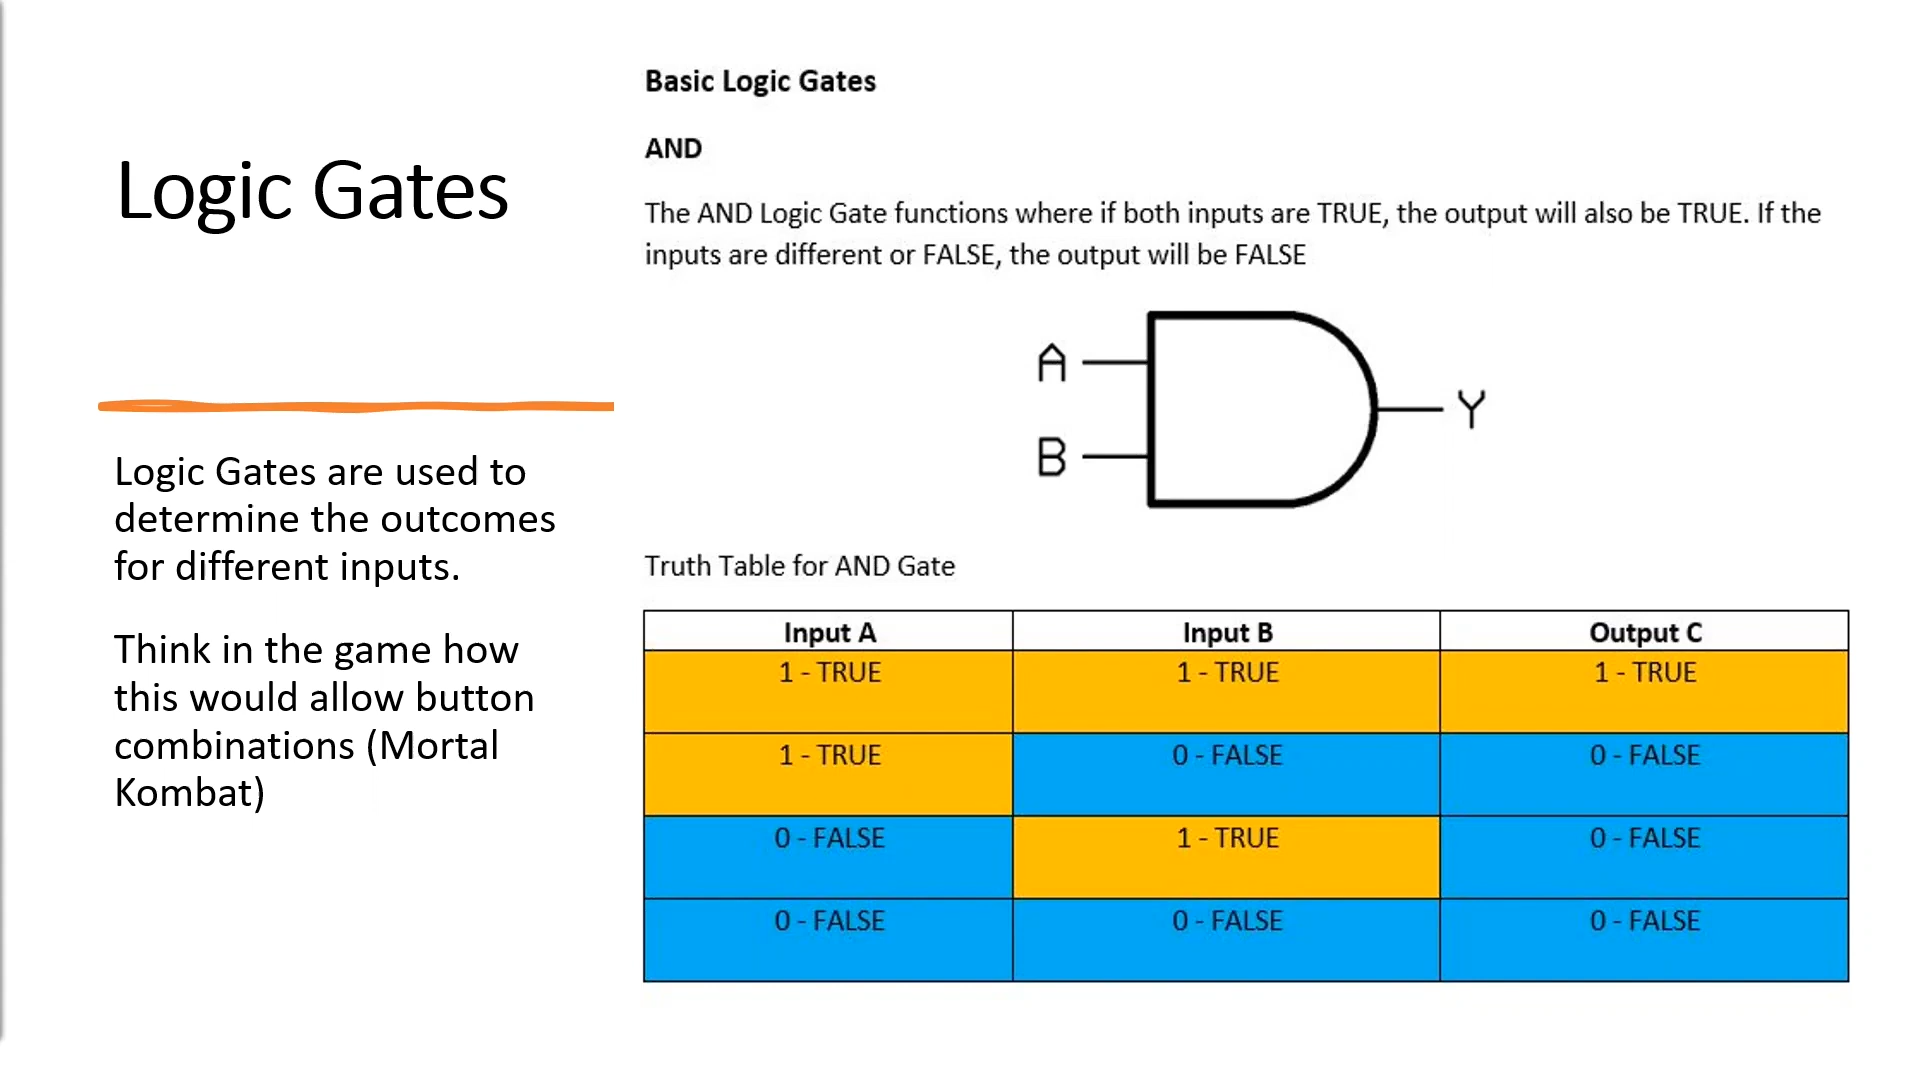 Logic Gates
Logic Gates are used to
determine the outcomes
for different inputs.
Think in the game how
this would allow button
combinations (Mortal
Kombat)
Basic Logic Gates
AND
The AND Logic Gate functions where if both inputs are TRUE, the output will also be TRUE. If the
inputs are different or FALSE, the output will be FALSE
A
B
Y
Truth Table for AND Gate
Input A Input B Output C
1 - TRUE 1 - TRUE 1 - TRUE
1 - TRUE 0 - FALSE 0 - FALSE
0 - FALSE 1 - TRUE 0 - FALSE
0 - FALSE 0 - FALSE 0 - FALSE